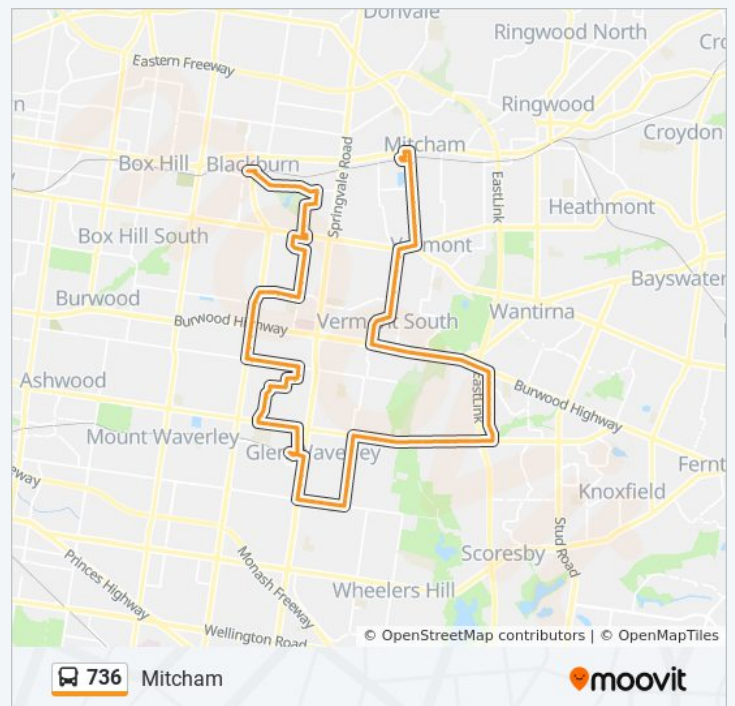 Donvale
Ringwood North
Eastern Freeway
Ringwood
Croydon
Mitcham
Box Hill
Blackburn
Springvale Road
EastLink
Heathmont
Box Hill South
Vermont
Bayswater
Burwood
Wantirna
Burwood Highway
Vermont South
Ashwood
EastLink
Burwood Highway
Mount Waverley
Glen Waverley
Knoxfield
Stud Road
Scoresby
Princes Highway
Monash Freeway
Wheelers Hill
Wellington Road
© OpenStreetMap contributors | © OpenMapTiles
736 Mitcham
moovit